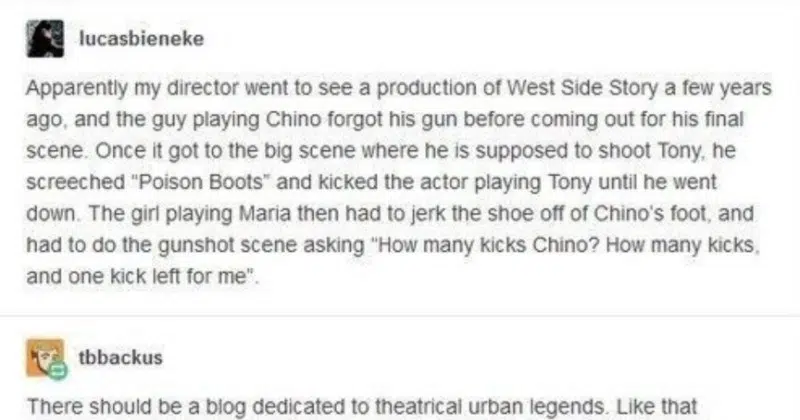 lucasbieneke
Apparently my director went to see a production of West Side Story a few years
ago, and the guy playing Chino forgot his gun before coming out for his final
scene. Once it got to the big scene where he is supposed to shoot Tony, he
screeched "Poison Boots" and kicked the actor playing Tony until he went
down. The girl playing Maria then had to jerk the shoe off of Chino's foot, and
had to do the gunshot scene asking "How many kicks Chino? How many kicks,
and one kick left for me".
tbbackus
There should be a blog dedicated to theatrical urban legends. Like that